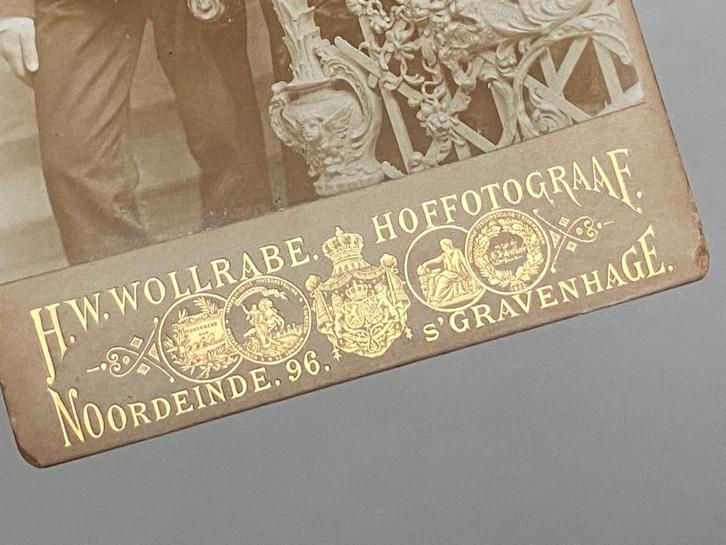 H.W. WOLLRABE. HOFFOTOGRAAF.
NOORDEINDE. 96. S'GRAVENHAGE.